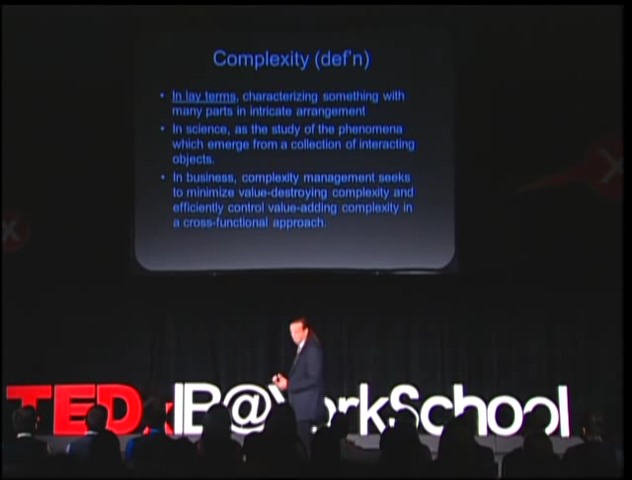 Complexity (def'n)
• In lay terms, characterizing something with
many parts in intricate arrangement
• In science, as the study of the phenomena
which emerge from a collection of interacting
objects.
• In business, complexity management seeks
to minimize value-destroying complexity and
efficiently control value-adding complexity in
a cross-functional approach.
X
X
TEDxIB@YorkSchool